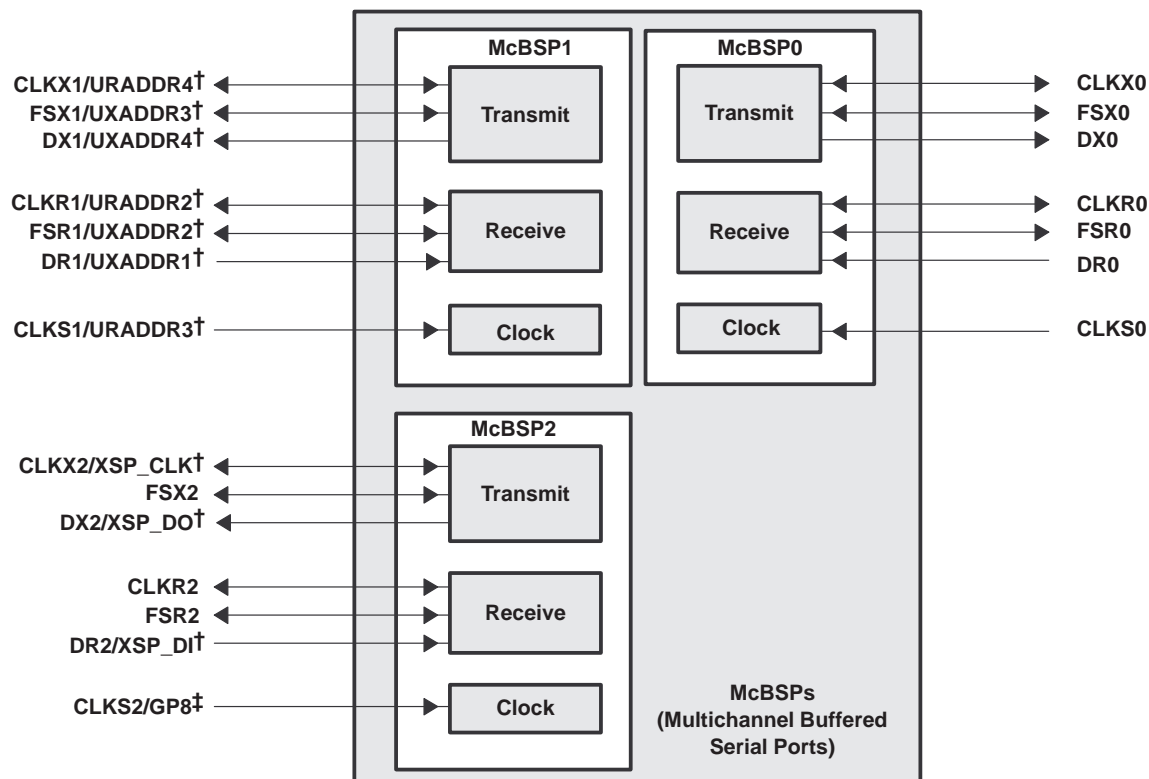 McBSP1
CLKX1/URADDR4†
FSX1/UXADDR3†
DX1/UXADDR4†
Transmit
CLKR1/URADDR2†
FSR1/UXADDR2†
DR1/UXADDR1†
Receive
CLKS1/URADDR3†
Clock
McBSP0
Transmit
CLKX0
FSX0
DX0
Receive
CLKR0
FSR0
DR0
Clock
CLKS0
McBSP2
CLKX2/XSP_CLK†
FSX2
DX2/XSP_DO†
Transmit
CLKR2
FSR2
DR2/XSP_DI†
Receive
CLKS2/GP8‡
Clock
McBSPs
(Multichannel Buffered
Serial Ports)